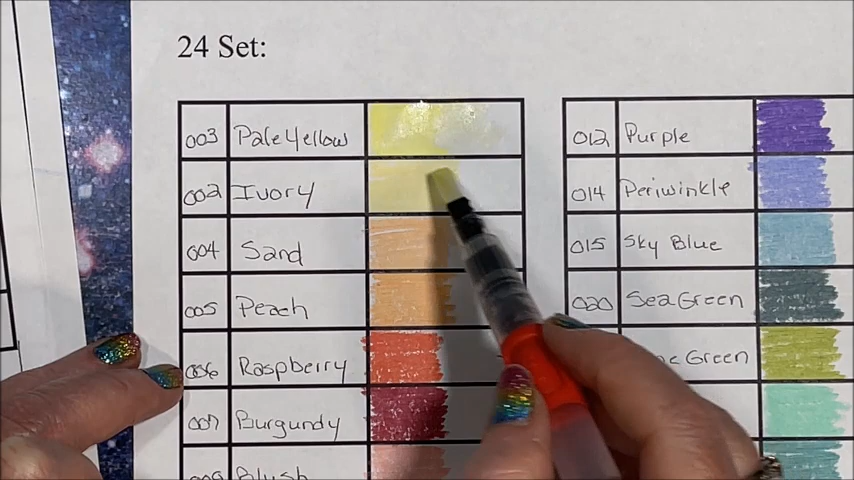 24 Set:
003 Pale Yellow
002 Ivory
004 Sand
005 Peach
006 Raspberry
007 Burgundy
Blush
012 Purple
014 Periwinkle
015 Sky Blue
020 Sea Green
Green